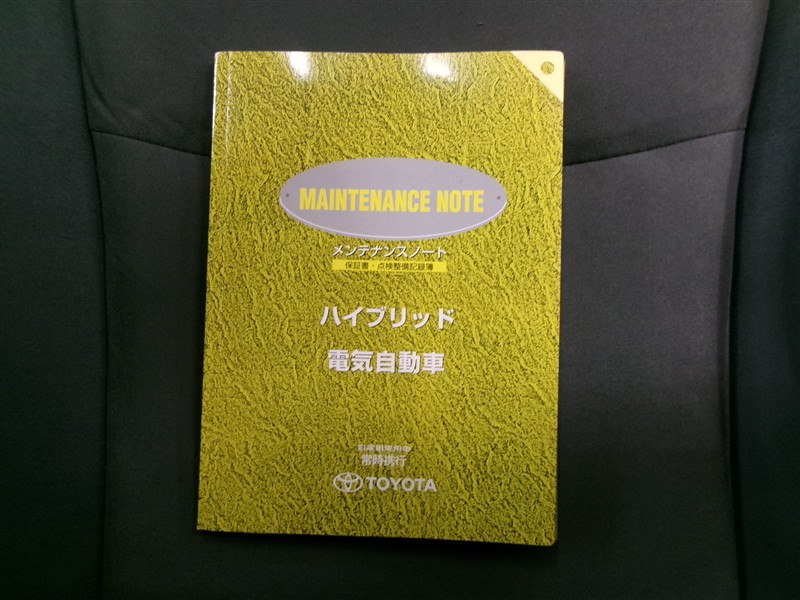 MAINTENANCE NOTE
メンテナンスノート
保証書・点検整備記録簿
ハイブリッド
電気自動車
常時携行
TOYOTA